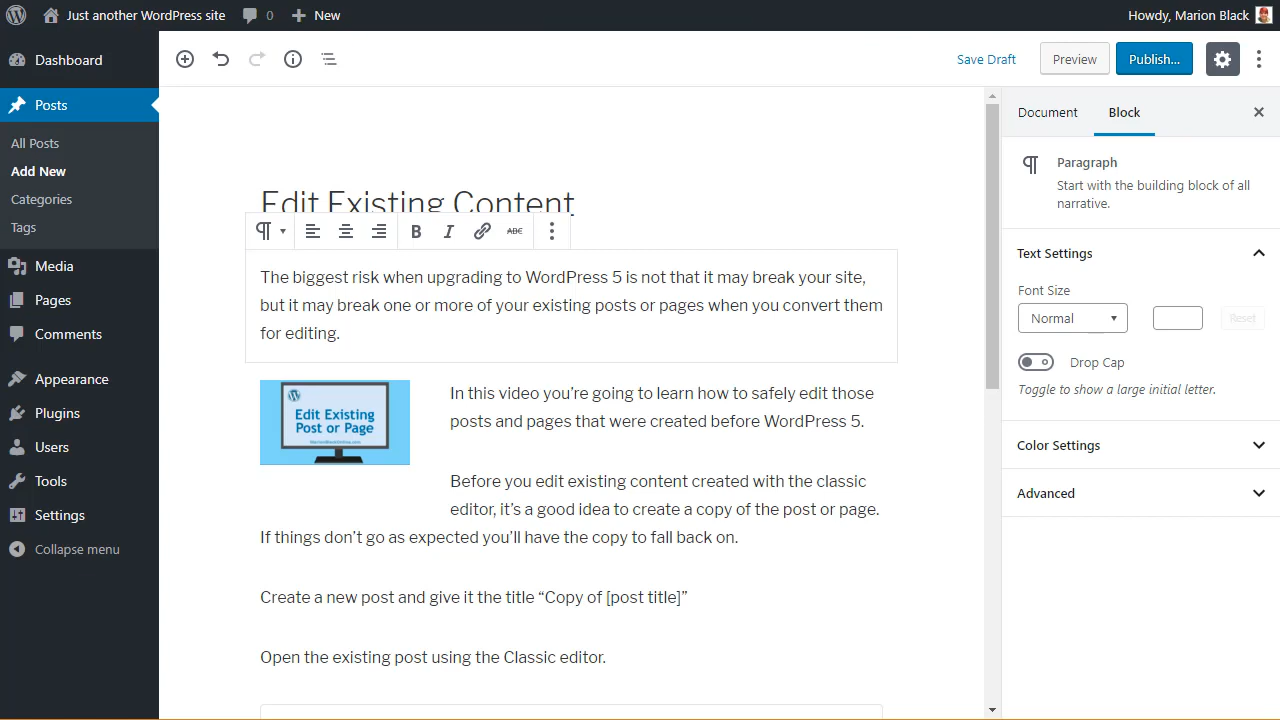 Just another WordPress site
0
New
Howdy, Marion Black
Dashboard
Posts
All Posts
Add New
Categories
Tags
Media
Pages
Comments
Appearance
Plugins
Users
Tools
Settings
Collapse menu
Save Draft
Preview
Publish...
Edit Existing Content
B
I
ABC
The biggest risk when upgrading to WordPress 5 is not that it may break your site,
but it may break one or more of your existing posts or pages when you convert them
for editing.
Edit Existing
Post or Page
In this video you’re going to learn how to safely edit those
posts and pages that were created before WordPress 5.
Before you edit existing content created with the classic
editor, it’s a good idea to create a copy of the post or page.
If things don’t go as expected you’ll have the copy to fall back on.
Create a new post and give it the title “Copy of [post title]”
Open the existing post using the Classic editor.
Document
Block
Paragraph
Start with the building block of all
narrative.
Text Settings
Font Size
Normal
Reset
Drop Cap
Toggle to show a large initial letter.
Color Settings
Advanced